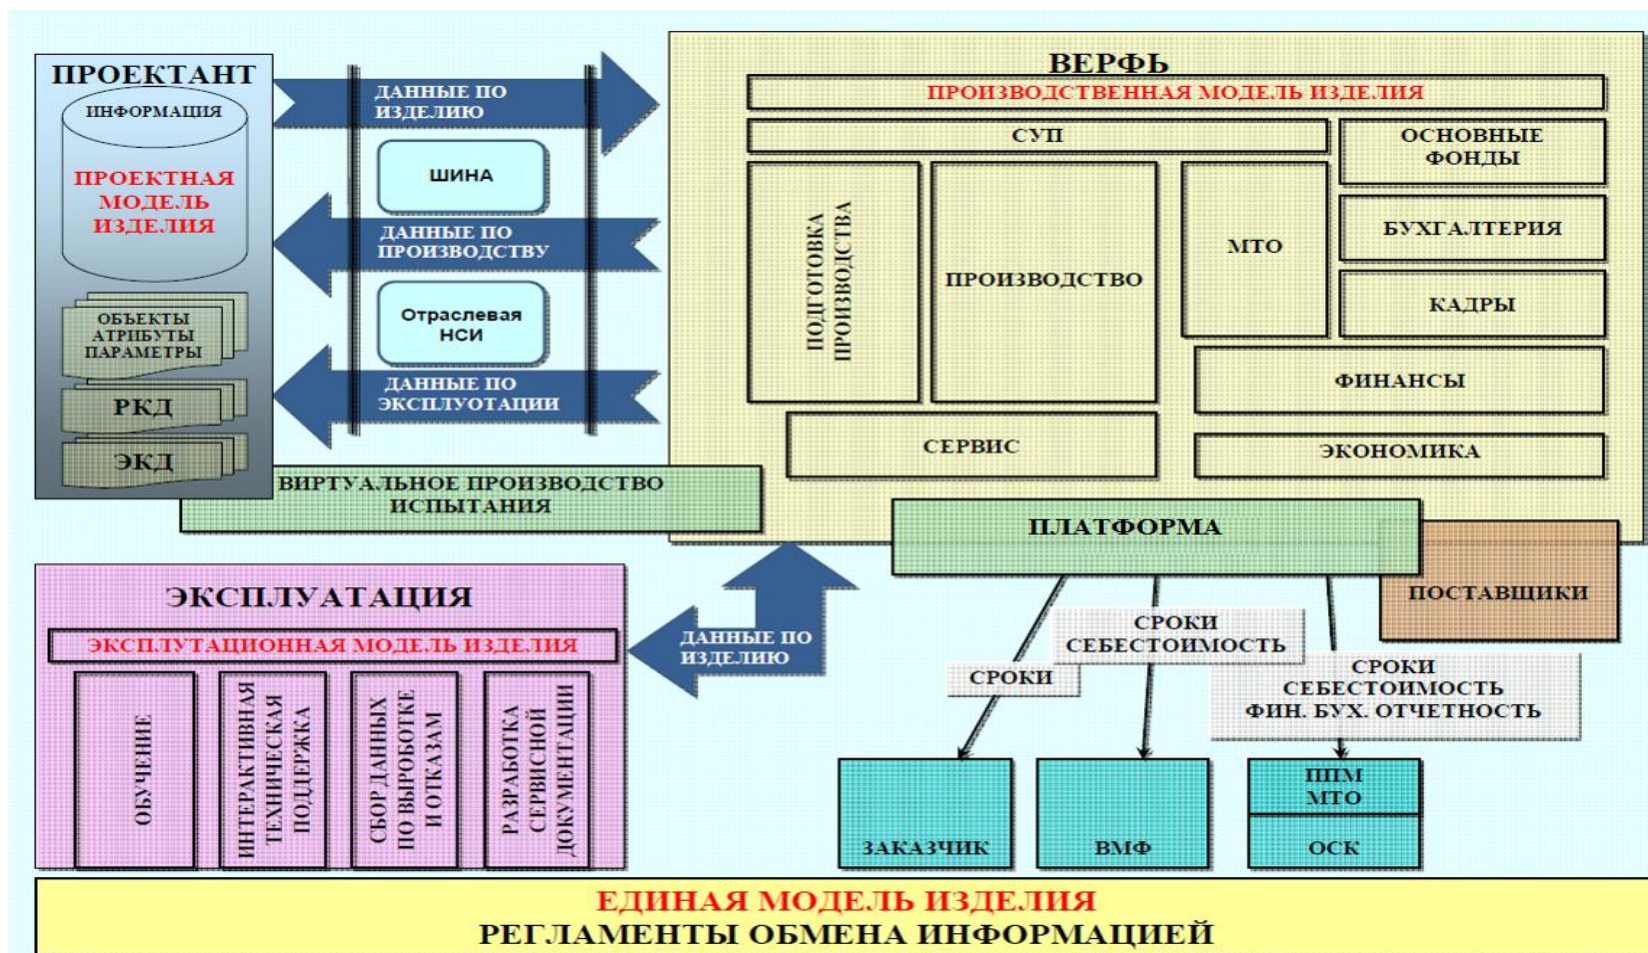 ПРОЕКТАНТ
ИНФОРМАЦИЯ
ПРОЕКТНАЯ
МОДЕЛЬ
ИЗДЕЛИЯ
ОБЪЕКТЫ
АТРИБУТЫ
ПАРАМЕТРЫ
РКД
ЭКД
ДАННЫЕ ПО
ИЗДЕЛИЮ
ШИНА
ДАННЫЕ ПО
ПРОИЗВОДСТВУ
Отраслевая
НСИ
ДАННЫЕ ПО
ЭКСПЛУОТАЦИИ
ВЕРФЬ
ПРОИЗВОДСТВЕННАЯ МОДЕЛЬ ИЗДЕЛИЯ
СУП
ОСНОВНЫЕ
ФОНДЫ
ПОДГОТОВКА
ПРОИЗВОДСТВА
ПРОИЗВОДСТВО
МТО
БУХГАЛТЕРИЯ
КАДРЫ
ФИНАНСЫ
СЕРВИС
ЭКОНОМИКА
ВИРТУАЛЬНОЕ ПРОИЗВОДСТВО
ИСПЫТАНИЯ
ПЛАТФОРМА
ПОСТАВЩИКИ
ЭКСПЛУАТАЦИЯ
ЭКСПЛУТАЦИОННАЯ МОДЕЛЬ ИЗДЕЛИЯ
ОБУЧЕНИЕ
ИНТЕРАКТИВНАЯ
ТЕХНИЧЕСКАЯ
ПОДДЕРЖКА
СБОР ДАННЫХ
ПО ВЫРОБОТКЕ
И ОТКАЗАМ
РАЗРАБОТКА
СЕРВИСНОЙ
ДОКУМЕНТАЦИИ
ДАННЫЕ ПО
ИЗДЕЛИЮ
СРОКИ
СРОКИ
СЕБЕСТОИМОСТЬ
СРОКИ
СЕБЕСТОИМОСТЬ
ФИН. БУХ. ОТЧЕТНОСТЬ
ЗАКАЗЧИК
ВМФ
ППМ
МТО
ОСК
ЕДИНАЯ МОДЕЛЬ ИЗДЕЛИЯ
РЕГЛАМЕНТЫ ОБМЕНА ИНФОРМАЦИЕЙ